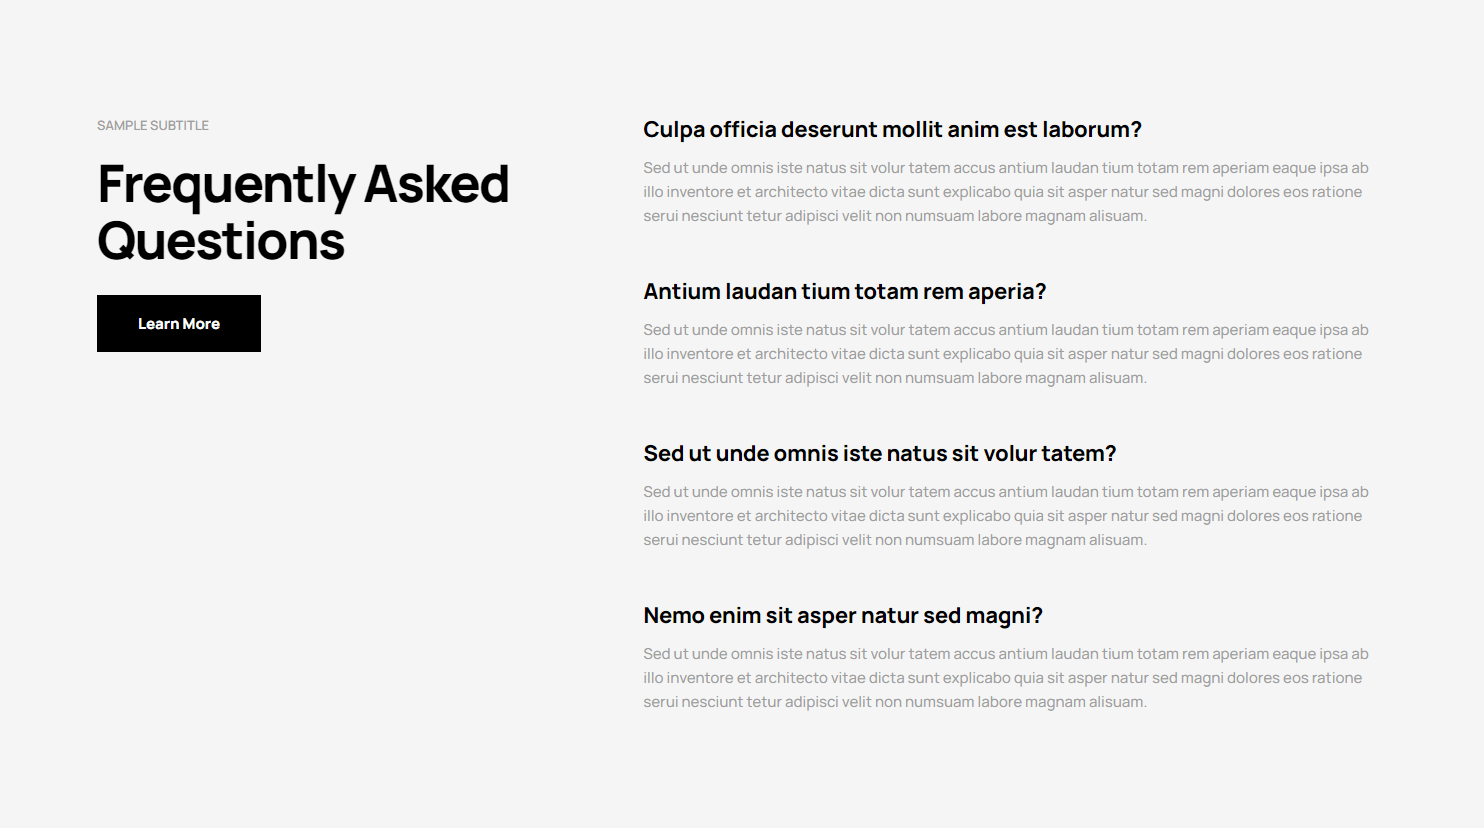 SAMPLE SUBTITLE
Frequently Asked
Questions
Learn More
Culpa officia deserunt mollit anim est laborum?
Sed ut unde omnis iste natus sit volur tatem accus antium laudan tium totam rem aperiam eaque ipsa ab
illo inventore et architecto vitae dicta sunt explicabo quia sit asper natur sed magni dolores eos ratione
serui nesciunt tetur adipisci velit non numsuam labore magnam alisuam.
Antium laudan tium totam rem aperia?
Sed ut unde omnis iste natus sit volur tatem accus antium laudan tium totam rem aperiam eaque ipsa ab
illo inventore et architecto vitae dicta sunt explicabo quia sit asper natur sed magni dolores eos ratione
serui nesciunt tetur adipisci velit non numsuam labore magnam alisuam.
Sed ut unde omnis iste natus sit volur tatem?
Sed ut unde omnis iste natus sit volur tatem accus antium laudan tium totam rem aperiam eaque ipsa ab
illo inventore et architecto vitae dicta sunt explicabo quia sit asper natur sed magni dolores eos ratione
serui nesciunt tetur adipisci velit non numsuam labore magnam alisuam.
Nemo enim sit asper natur sed magni?
Sed ut unde omnis iste natus sit volur tatem accus antium laudan tium totam rem aperiam eaque ipsa ab
illo inventore et architecto vitae dicta sunt explicabo quia sit asper natur sed magni dolores eos ratione
serui nesciunt tetur adipisci velit non numsuam labore magnam alisuam.